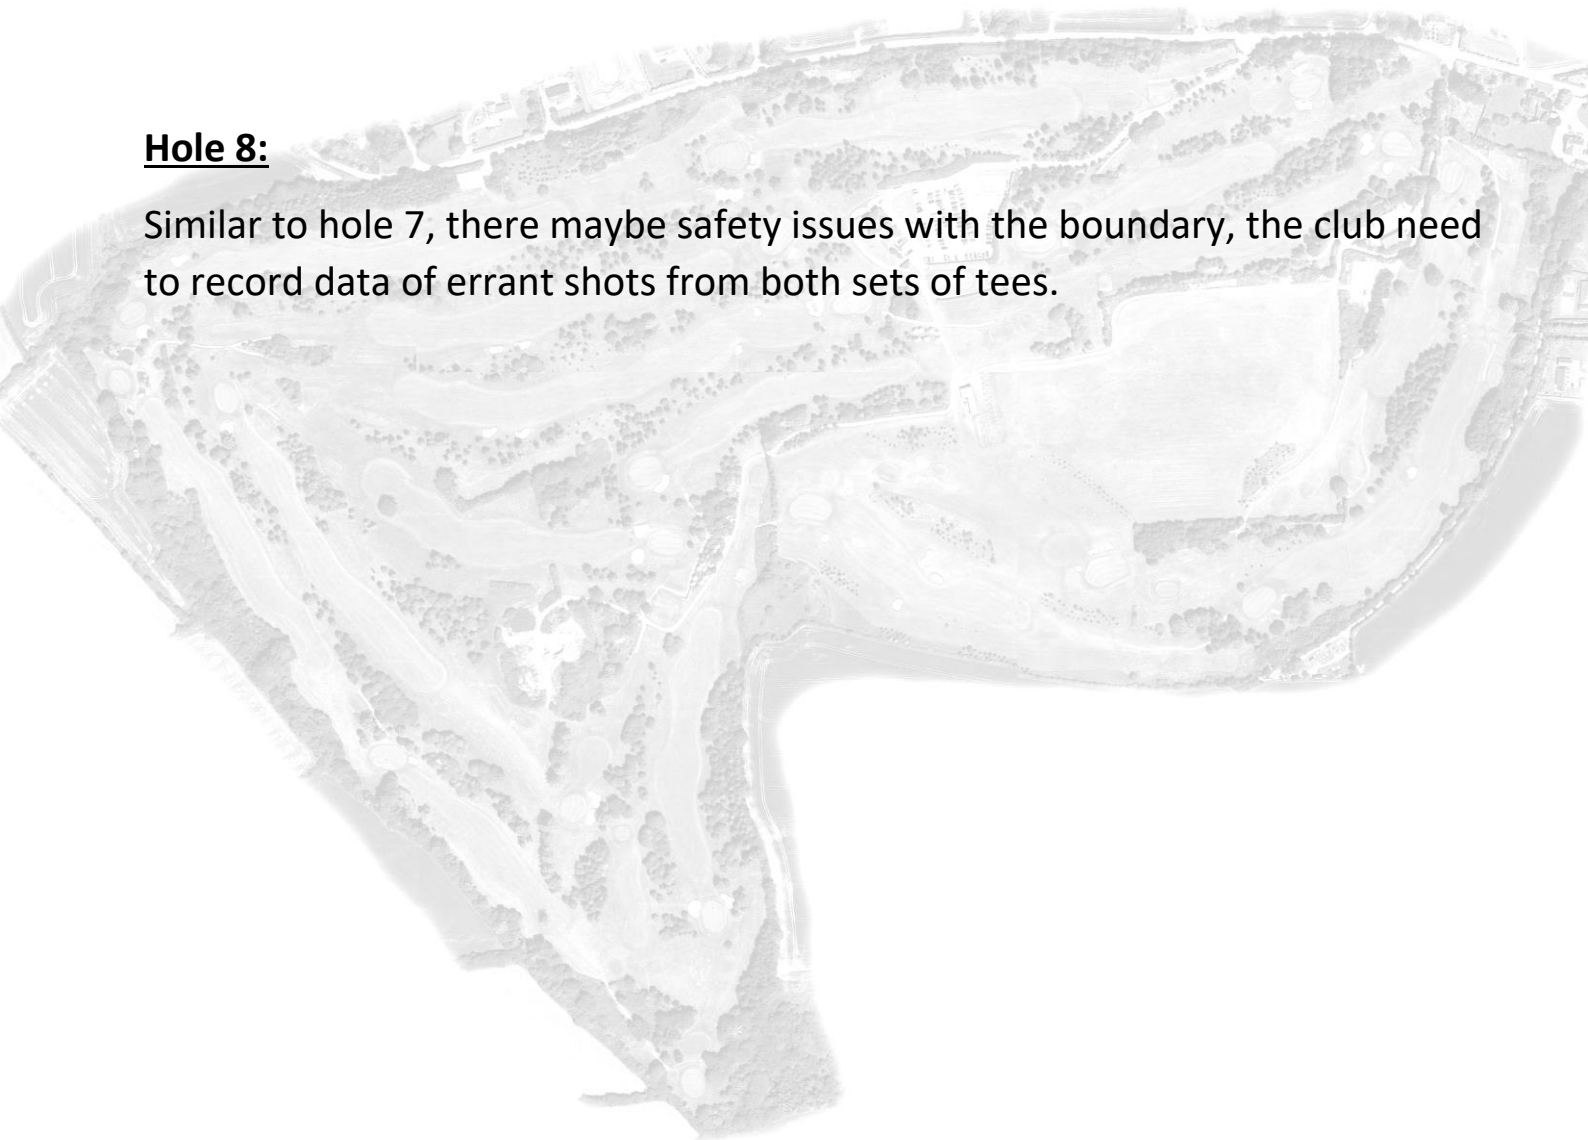 Hole 8:
Similar to hole 7, there maybe safety issues with the boundary, the club need
to record data of errant shots from both sets of tees.